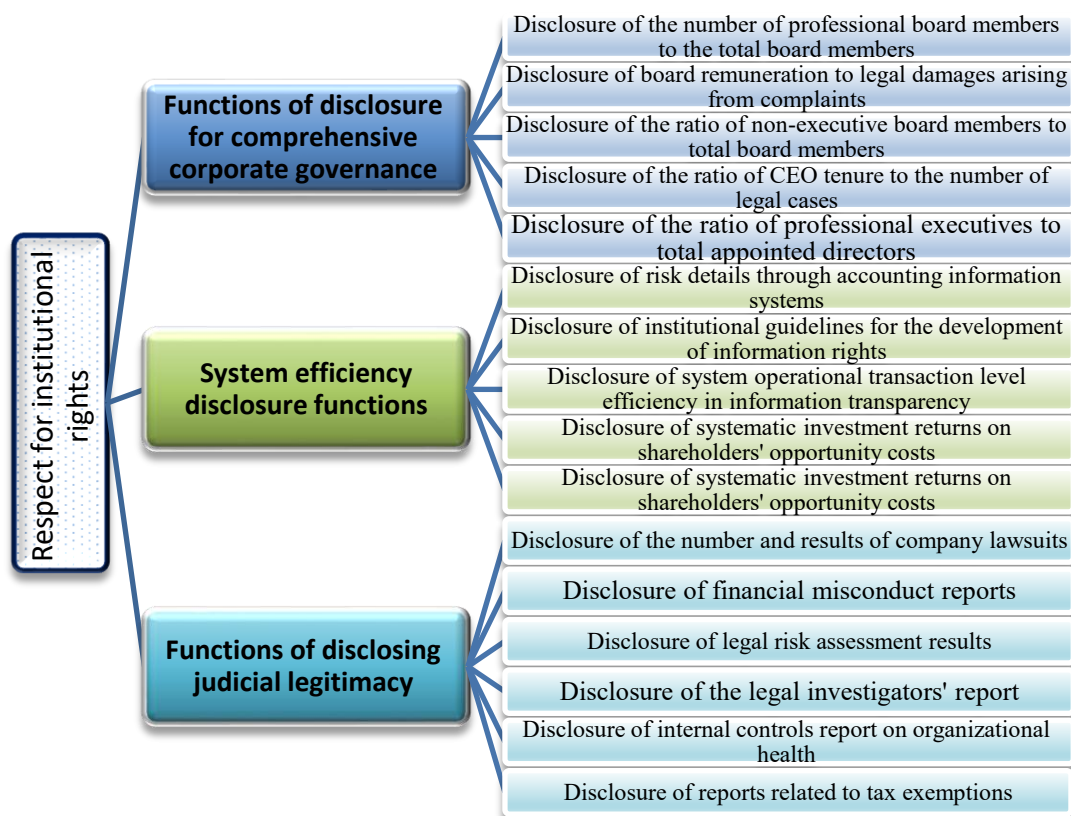 Respect for institutional
rights
Functions of disclosure
for comprehensive
corporate governance
Disclosure of the number of professional board members
to the total board members
Disclosure of board remuneration to legal damages arising
from complaints
Disclosure of the ratio of non-executive board members to
total board members
Disclosure of the ratio of CEO tenure to the number of
legal cases
Disclosure of the ratio of professional executives to
total appointed directors
System efficiency
disclosure functions
Disclosure of risk details through accounting information
systems
Disclosure of institutional guidelines for the development
of information rights
Disclosure of system operational transaction level
efficiency in information transparency
Disclosure of systematic investment returns on
shareholders' opportunity costs
Disclosure of systematic investment returns on
shareholders' opportunity costs
Functions of disclosing
judicial legitimacy
Disclosure of the number and results of company lawsuits
Disclosure of financial misconduct reports
Disclosure of legal risk assessment results
Disclosure of the legal investigators' report
Disclosure of internal controls report on organizational
health
Disclosure of reports related to tax exemptions